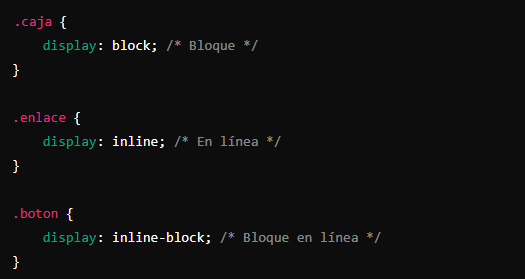 .caja {
display: block; /* Bloque */
}
.enlace {
display: inline; /* En línea */
}
.boton {
display: inline-block; /* Bloque en línea */
}